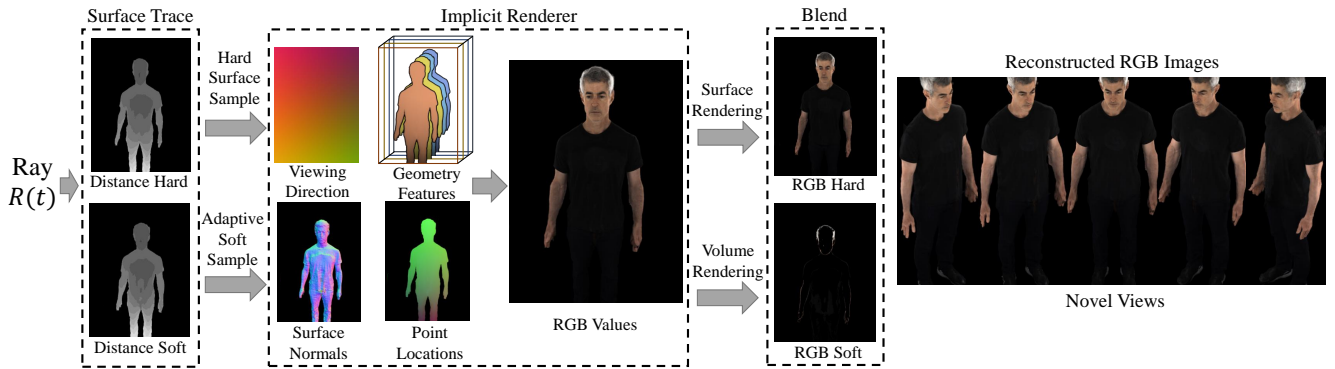 Surface Trace
Implicit Renderer
Blend
Ray
R(t)
Distance Hard
Distance Soft
Hard
Surface
Sample
Adaptive
Soft
Sample
Viewing
Direction
Geometry
Features
Surface
Normals
Point
Locations
RGB Values
Surface
Rendering
Volume
Rendering
RGB Hard
RGB Soft
Reconstructed RGB Images
Novel Views